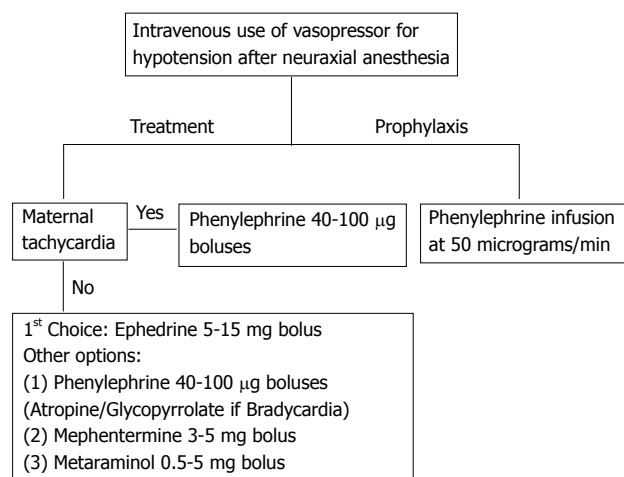 Intravenous use of vasopressor for
hypotension after neuraxial anesthesia
Treatment
Prophylaxis
Maternal
tachycardia
Yes
Phenylephrine 40-100 μg
boluses
Phenylephrine infusion
at 50 micrograms/min
No
1st Choice: Ephedrine 5-15 mg bolus
Other options:
(1) Phenylephrine 40-100 μg boluses
(Atropine/Glycopyrrolate if Bradycardia)
(2) Mephentermine 3-5 mg bolus
(3) Metaraminol 0.5-5 mg bolus